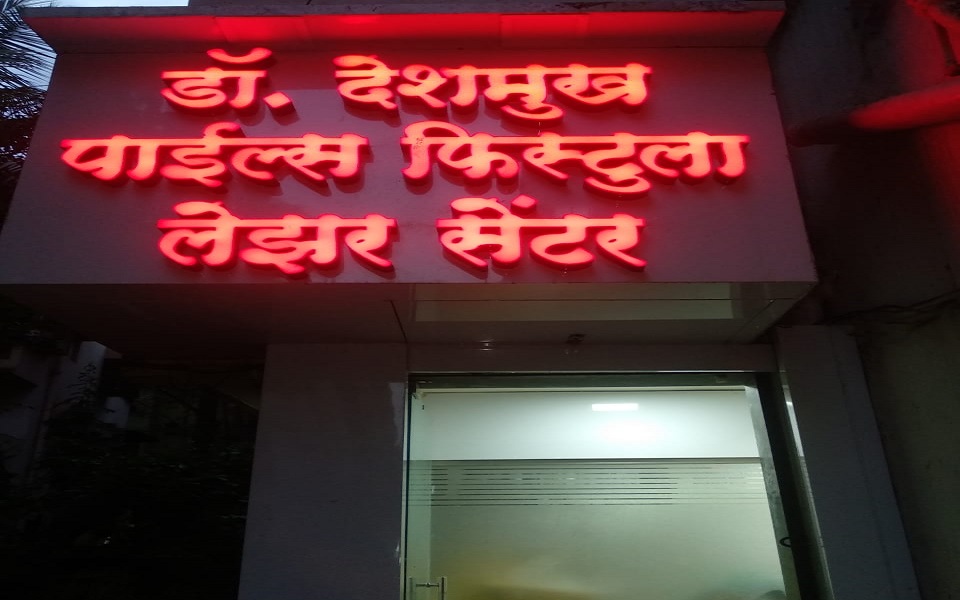 डॉ. देशमुख
पाईल्स फिस्टुला
लेझर सेंटर